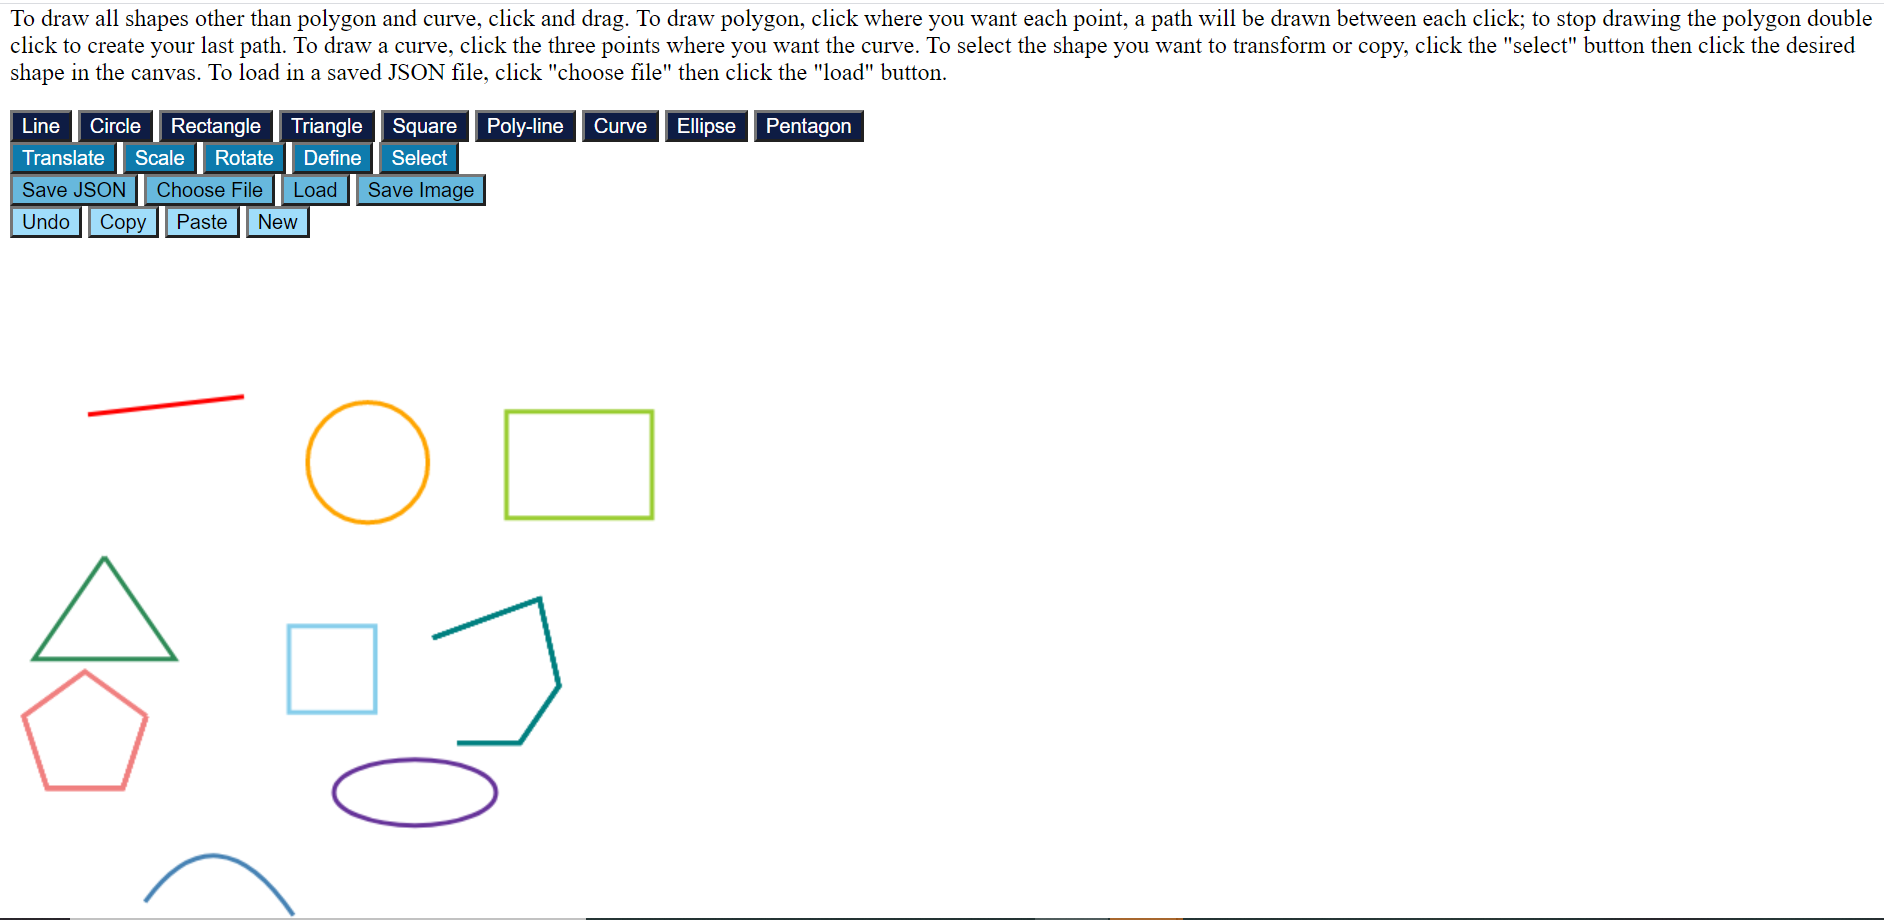 To draw all shapes other than polygon and curve, click and drag. To draw polygon, click where you want each point, a path will be drawn between each click; to stop drawing the polygon double
click to create your last path. To draw a curve, click the three points where you want the curve. To select the shape you want to transform or copy, click the "select" button then click the desired
shape in the canvas. To load in a saved JSON file, click "choose file" then click the "load" button.
Line Circle Rectangle Triangle Square Poly-line Curve Ellipse Pentagon
Translate Scale Rotate Define Select
Save JSON Choose File Load Save Image
Undo Copy Paste New